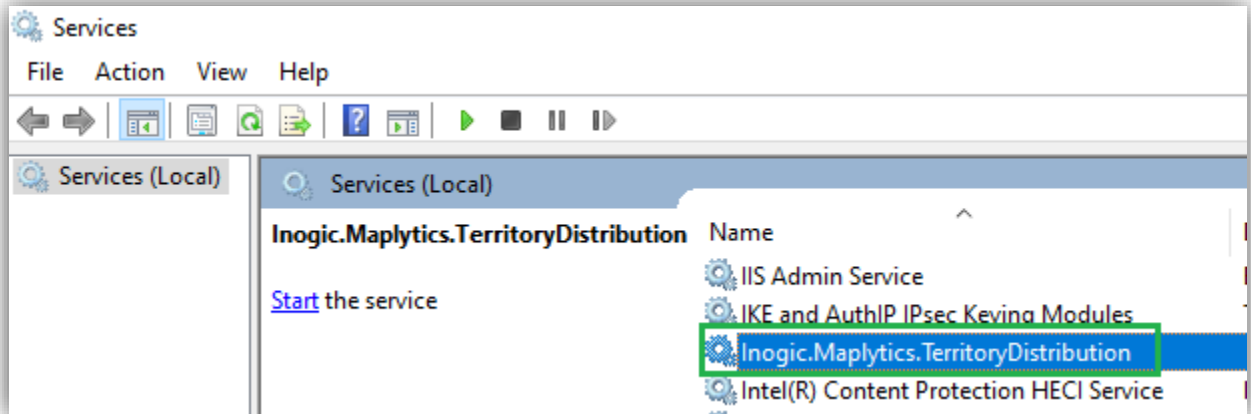 Services
File Action View Help
Services (Local)
Services (Local)
Inogic.Maplytics.TerritoryDistribution
Start the service
Name
IIS Admin Service
IKE and AuthIP IPsec Keying Modules
Inogic.Maplytics.TerritoryDistribution
Intel(R) Content Protection HECI Service